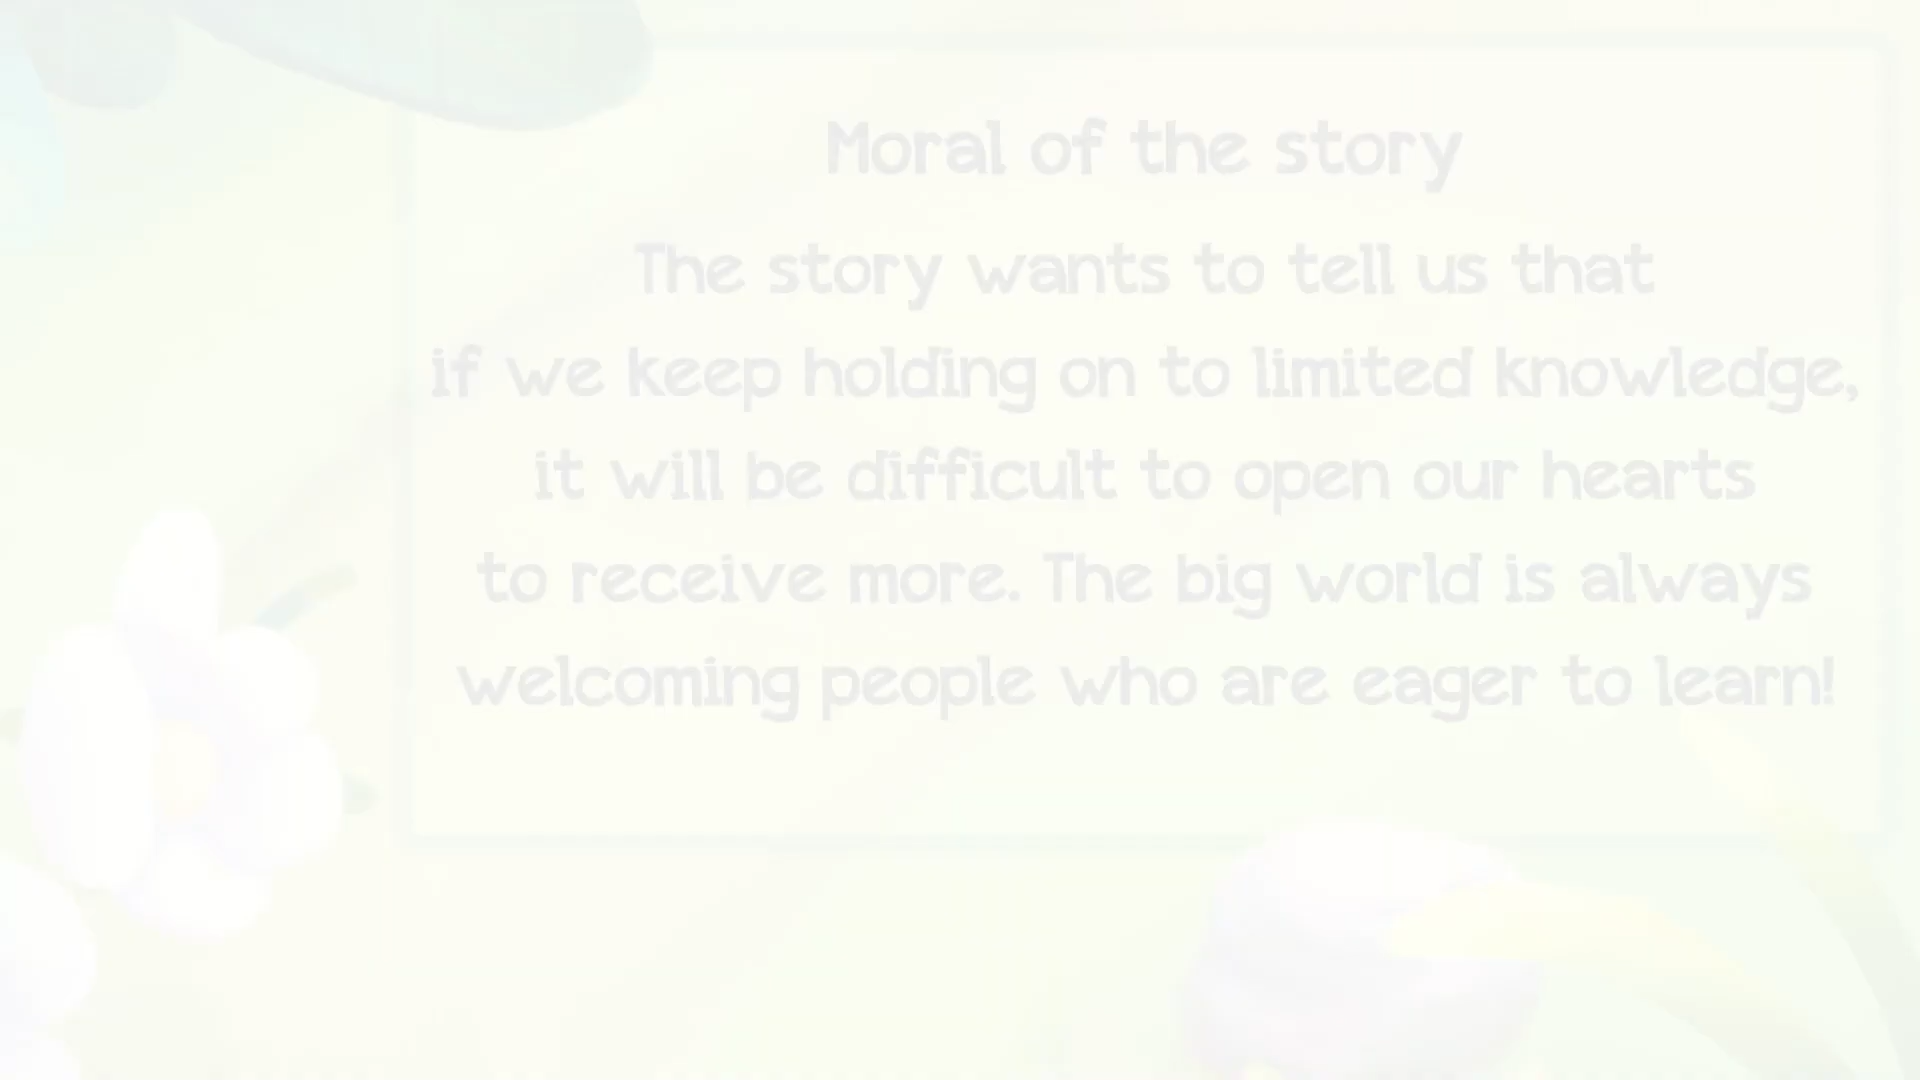 Moral of the story
The story wants to tell us that
if we keep holding on to limited knowledge,
it will be difficult to open our hearts
to receive more. The big world is always
welcoming people who are eager to learn!